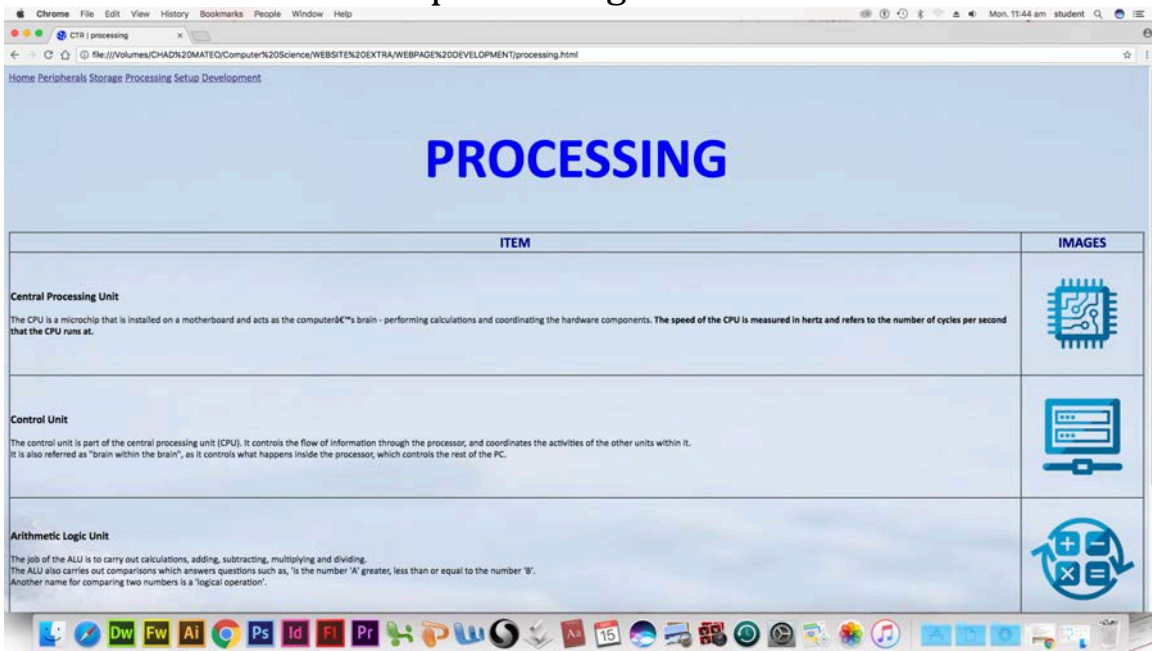 Chrome File Edit View History Bookmarks People Window Help
Mon. 11:44 am student
CTR | processing
file:///Volumes/CHAD%20MATEO/Computer%20Science/WEBSITE%20EXTRA/WEBPAGE%20DEVELOPMENT/processing.html
Home Peripherals Storage Processing Setup Development
PROCESSING
ITEM IMAGES
Central Processing Unit
The CPU is a microchip that is installed on a motherboard and acts as the computerâ€™s brain - performing calculations and coordinating the hardware components. The speed of the CPU is measured in hertz and refers to the number of cycles per second
that the CPU runs at.
Control Unit
The control unit is part of the central processing unit (CPU). It controls the flow of information through the processor, and coordinates the activities of the other units within it.
It is also referred as "brain within the brain", as it controls what happens inside the processor, which controls the rest of the PC.
Arithmetic Logic Unit
The job of the ALU is to carry out calculations, adding, subtracting, multiplying and dividing.
The ALU also carries out comparisons which answers questions such as, 'is the number 'A' greater, less than or equal to the number 'B'.
Another name for comparing two numbers is a 'logical operation'.
Dw Fw Ai Ps Id Fl Pr Aa 15